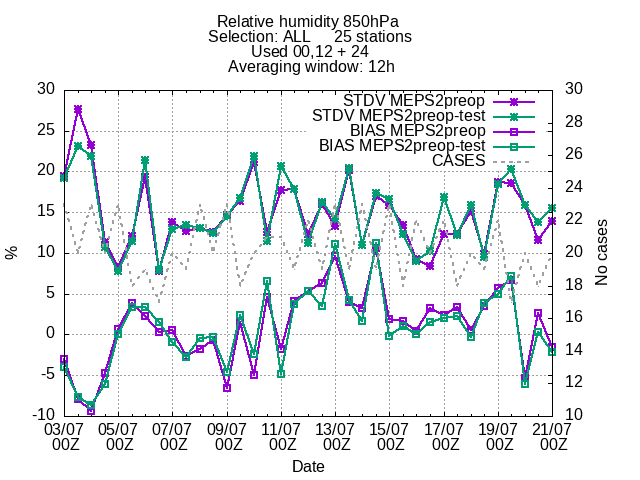 Relative humidity 850hPa
Selection: ALL 25 stations
Used 00,12 + 24
Averaging window: 12h
STDV MEPS2preop
STDV MEPS2preop-test
BIAS MEPS2preop
BIAS MEPS2preop-test
CASES
%
30
25
20
15
10
5
0
-5
-10
No cases
30
28
26
24
22
20
18
16
14
12
10
03/07 05/07 07/07 09/07 11/07 13/07 15/07 17/07 19/07 21/07
00Z 00Z 00Z 00Z 00Z 00Z 00Z 00Z 00Z 00Z
Date